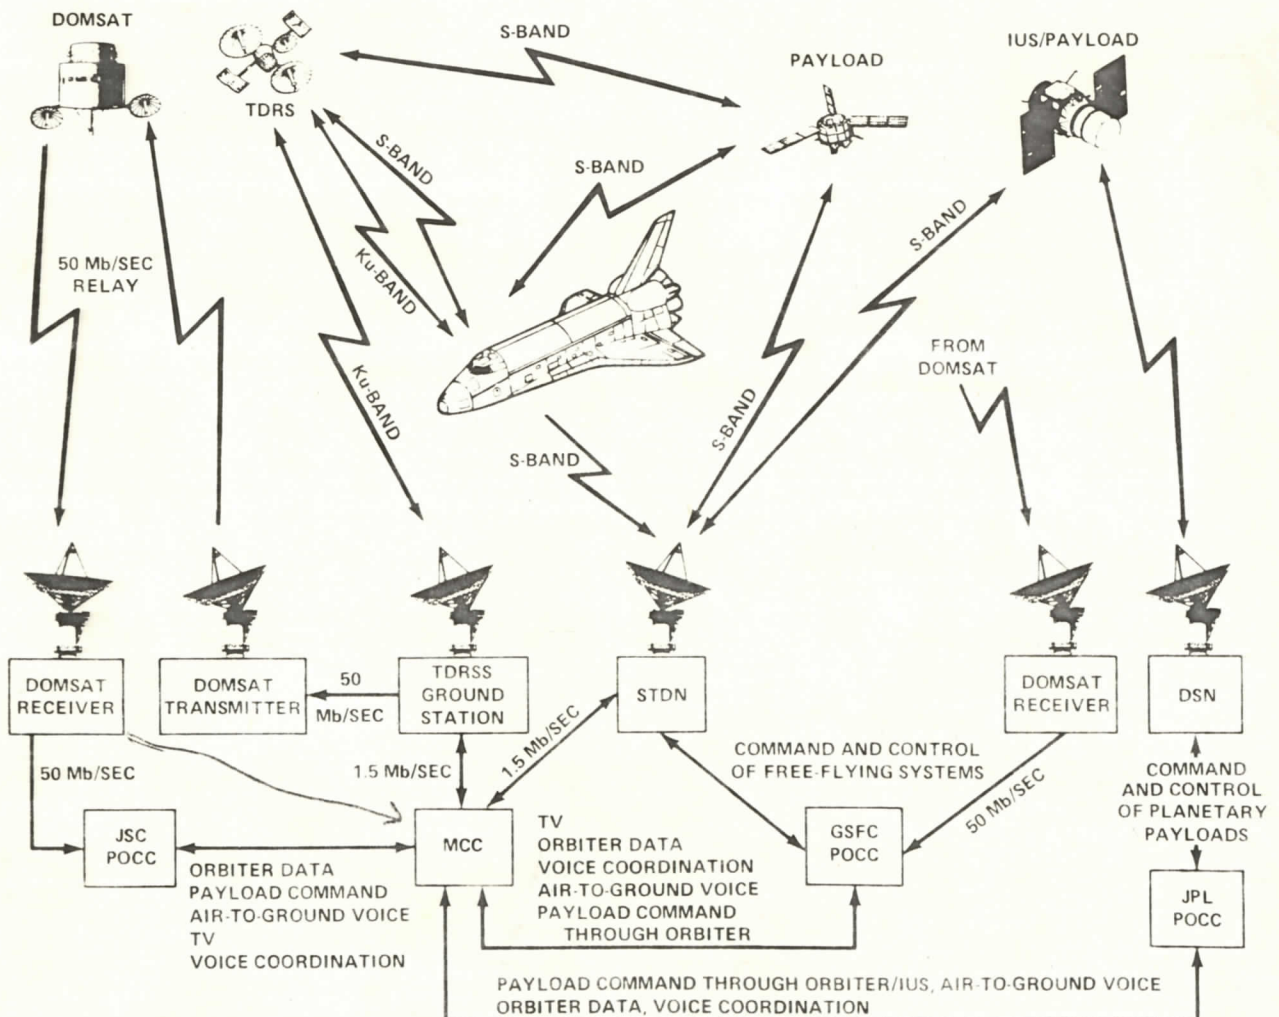 DOMSAT
TDRS
S-BAND
PAYLOAD
IUS/PAYLOAD
S-BAND
S-BAND
Ku-BAND
S-BAND
50 Mb/SEC
RELAY
Ku-BAND
S-BAND
S-BAND
FROM
DOMSAT
DOMSAT
RECEIVER
DOMSAT
TRANSMITTER
50
Mb/SEC
TDRSS
GROUND
STATION
STDN
DOMSAT
RECEIVER
DSN
50 Mb/SEC
1.5 Mb/SEC
1.5 Mb/SEC
COMMAND AND CONTROL
OF FREE-FLYING SYSTEMS
50 Mb/SEC
COMMAND
AND CONTROL
OF PLANETARY
PAYLOADS
JSC
POCC
ORBITER DATA
PAYLOAD COMMAND
AIR-TO-GROUND VOICE
TV
VOICE COORDINATION
MCC
TV
ORBITER DATA
VOICE COORDINATION
AIR-TO-GROUND VOICE
PAYLOAD COMMAND
THROUGH ORBITER
GSFC
POCC
JPL
POCC
PAYLOAD COMMAND THROUGH ORBITER/IUS, AIR-TO-GROUND VOICE
ORBITER DATA, VOICE COORDINATION